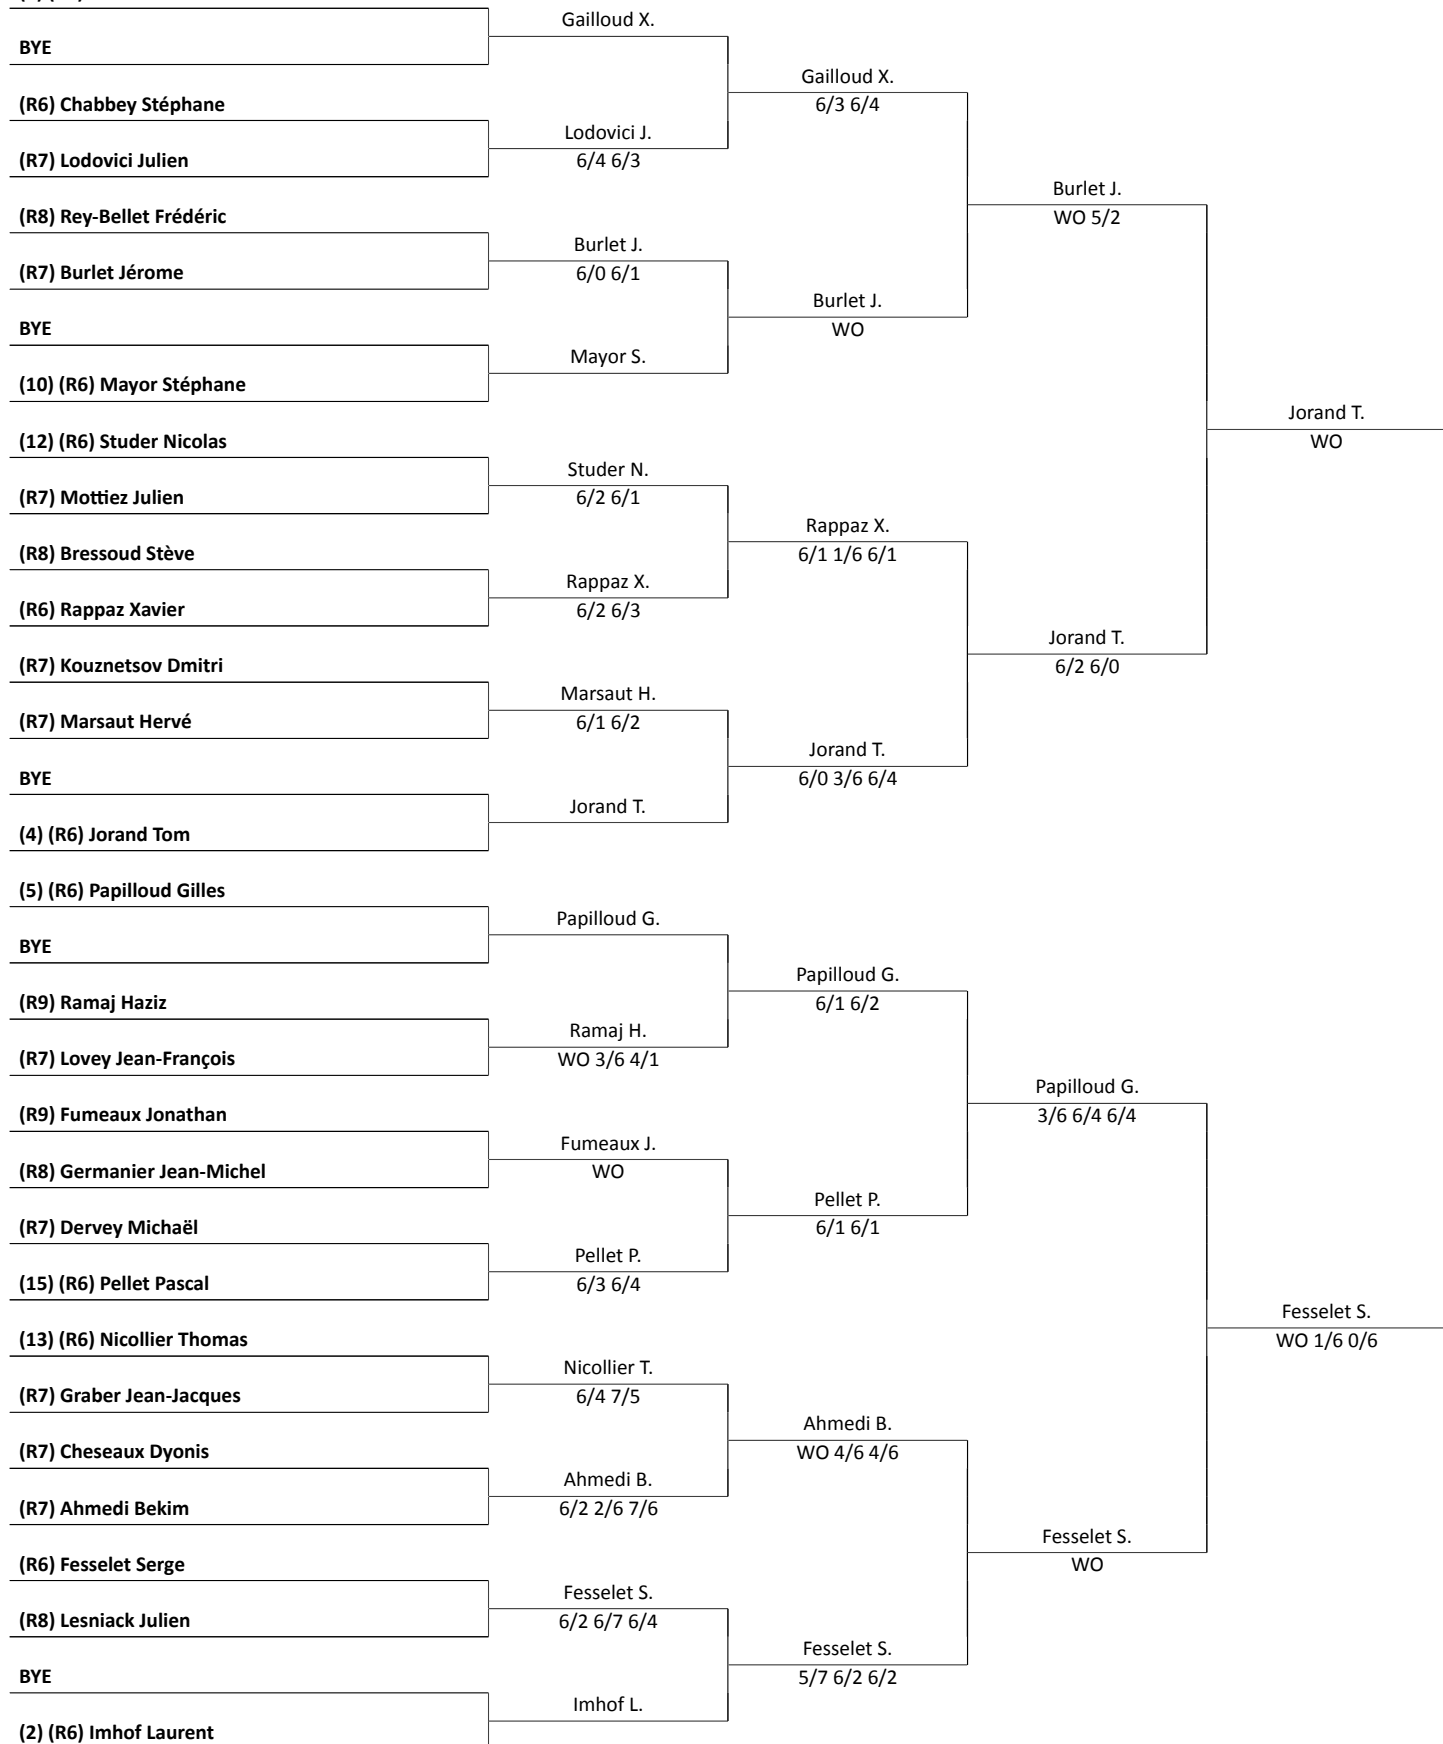 Gailloud X.
BYE
Gailloud X.
(R6) Chabbey Stéphane
6/3 6/4
Lodovici J.
(R7) Lodovici Julien
6/4 6/3
Burlet J.
(R8) Rey-Bellet Frédéric
WO 5/2
Burlet J.
(R7) Burlet Jérome
6/0 6/1
Burlet J.
BYE
WO
Mayor S.
(10) (R6) Mayor Stéphane
Jorand T.
(12) (R6) Studer Nicolas
WO
Studer N.
(R7) Mottiez Julien
6/2 6/1
Rappaz X.
(R8) Bressoud Stève
6/1 1/6 6/1
Rappaz X.
(R6) Rappaz Xavier
6/2 6/3
Jorand T.
(R7) Kouznetsov Dmitri
6/2 6/0
Marsaut H.
(R7) Marsaut Hervé
6/1 6/2
Jorand T.
BYE
6/0 3/6 6/4
Jorand T.
(4) (R6) Jorand Tom
(5) (R6) Papilloud Gilles
Papilloud G.
BYE
Papilloud G.
(R9) Ramaj Haziz
6/1 6/2
Ramaj H.
(R7) Lovey Jean-François
WO 3/6 4/1
Papilloud G.
(R9) Fumeaux Jonathan
3/6 6/4 6/4
Fumeaux J.
(R8) Germanier Jean-Michel
WO
Pellet P.
(R7) Dervey Michaël
6/1 6/1
Pellet P.
(15) (R6) Pellet Pascal
6/3 6/4
Fesselet S.
(13) (R6) Nicollier Thomas
WO 1/6 0/6
Nicollier T.
(R7) Graber Jean-Jacques
6/4 7/5
Ahmedi B.
(R7) Cheseaux Dyonis
WO 4/6 4/6
Ahmedi B.
(R7) Ahmedi Bekim
6/2 2/6 7/6
Fesselet S.
(R6) Fesselet Serge
WO
Fesselet S.
(R8) Lesniack Julien
6/2 6/7 6/4
Fesselet S.
BYE
5/7 6/2 6/2
Imhof L.
(2) (R6) Imhof Laurent